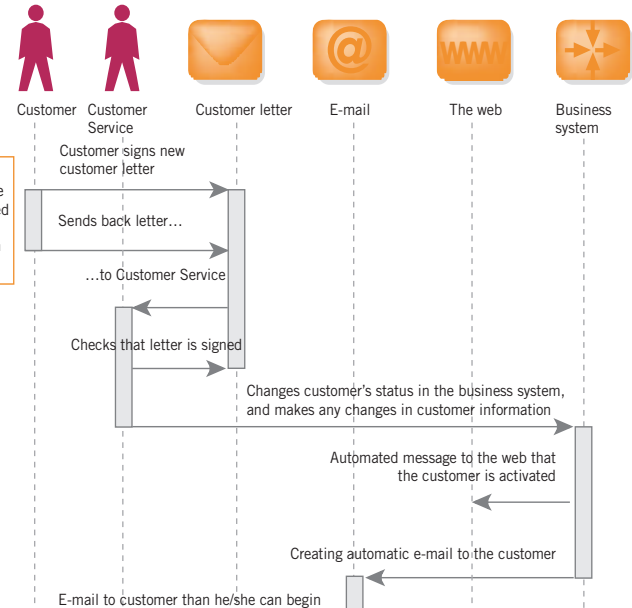 @
WWW
Customer
Customer
Service
Customer letter
E-mail
The web
Business
system
Customer signs new
customer letter
ed
Sends back letter…
…to Customer Service
Checks that letter is signed
Changes customer’s status in the business system,
and makes any changes in customer information
Automated message to the web that
the customer is activated
Creating automatic e-mail to the customer
E-mail to customer than he/she can begin